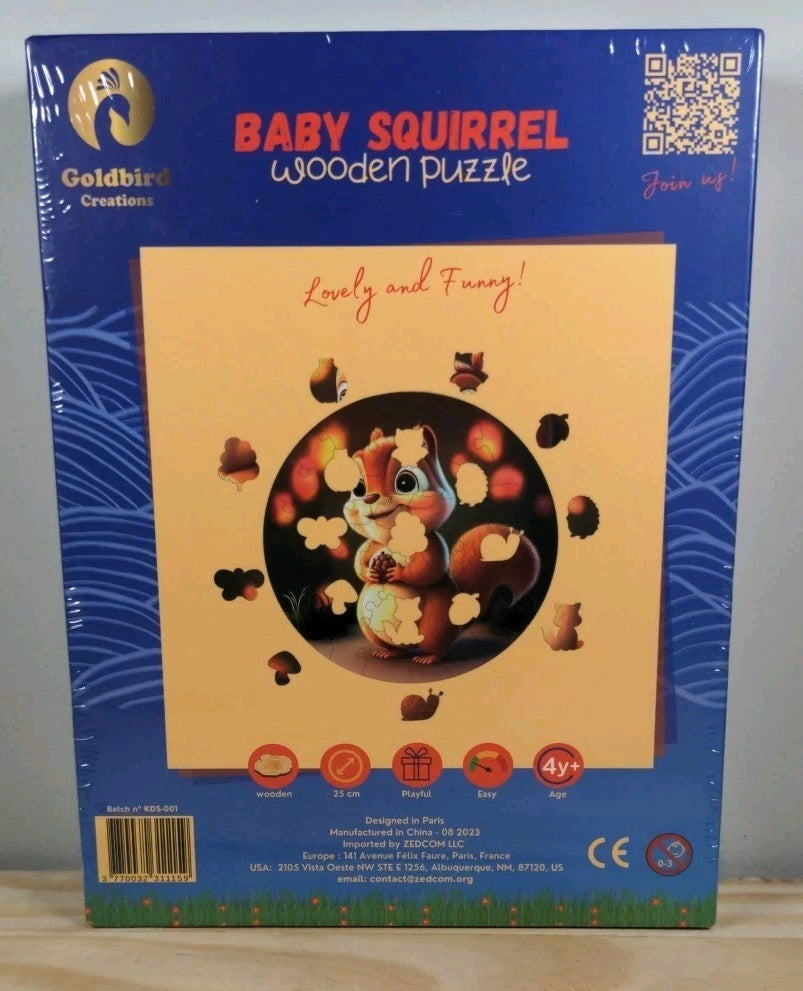 Goldbird
Creations
BABY SQUIRREL
wooden puzzle
Join us!
Lovely and Funny!
wooden
25 cm
Playful
Easy
4y+
Age
Batch n° KDS-001
3 770032 311159
Designed in Paris
Manufactured in China - 08 2023
Imported by ZEDCOM LLC
Europe : 141 Avenue Félix Faure, Paris, France
USA: 2105 Vista Oeste NW STE E 1256, Albuquerque, NM, 87120, US
email: contact@zedcom.org
CE
0-3